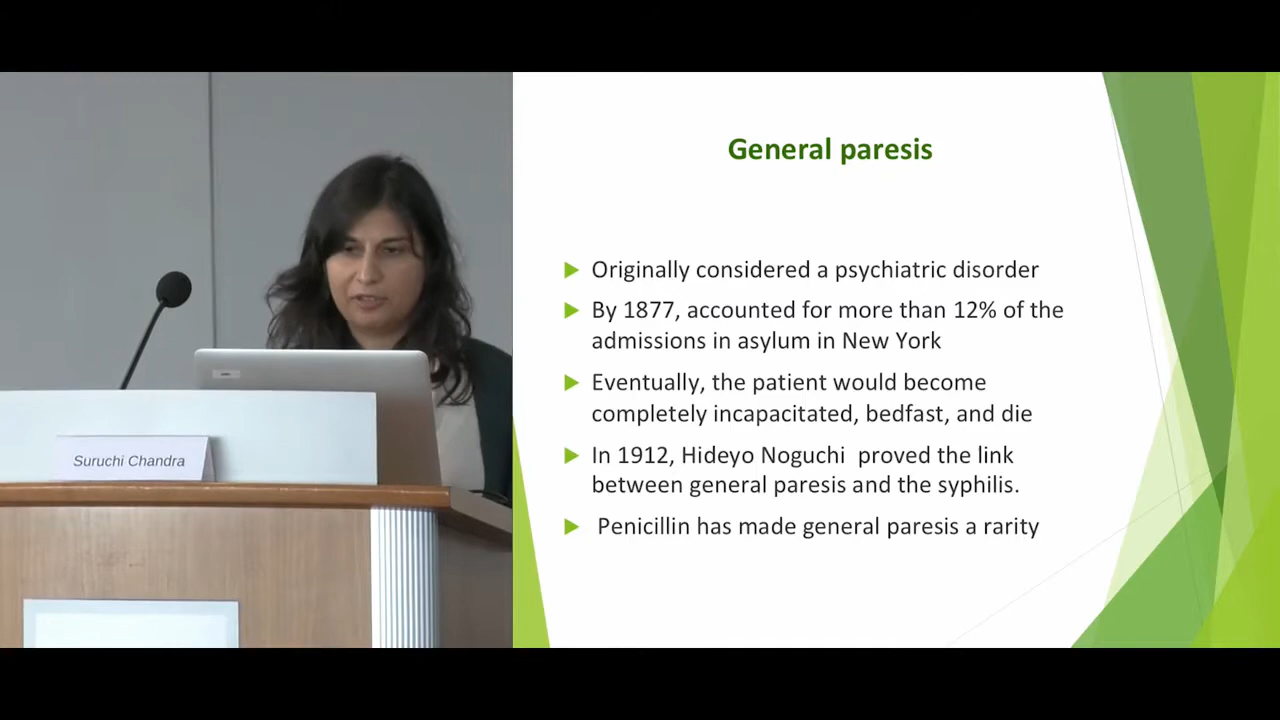 General paresis
Originally considered a psychiatric disorder
By 1877, accounted for more than 12% of the
admissions in asylum in New York
Eventually, the patient would become
completely incapacitated, bedfast, and die
In 1912, Hideyo Noguchi  proved the link
between general paresis and the syphilis.
Penicillin has made general paresis a rarity
Suruchi Chandra